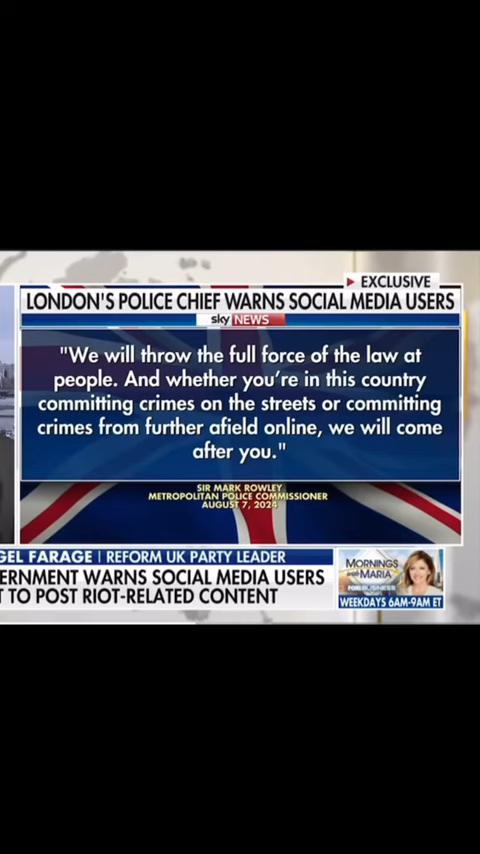 EXCLUSIVE
LONDON'S POLICE CHIEF WARNS SOCIAL MEDIA USERS
sky NEWS
"We will throw the full force of the law at
people. And whether you're in this country
committing crimes on the streets or committing
crimes from further afield online, we will come
after you."
SIR MARK ROWLEY
METROPOLITAN POLICE COMMISSIONER
AUGUST 7, 2024
GEL FARAGE | REFORM UK PARTY LEADER
ERNMENT WARNS SOCIAL MEDIA USERS
T TO POST RIOT-RELATED CONTENT
MORNINGS
with MARIA
FOX BUSINESS
WEEKDAYS 6AM-9AM ET